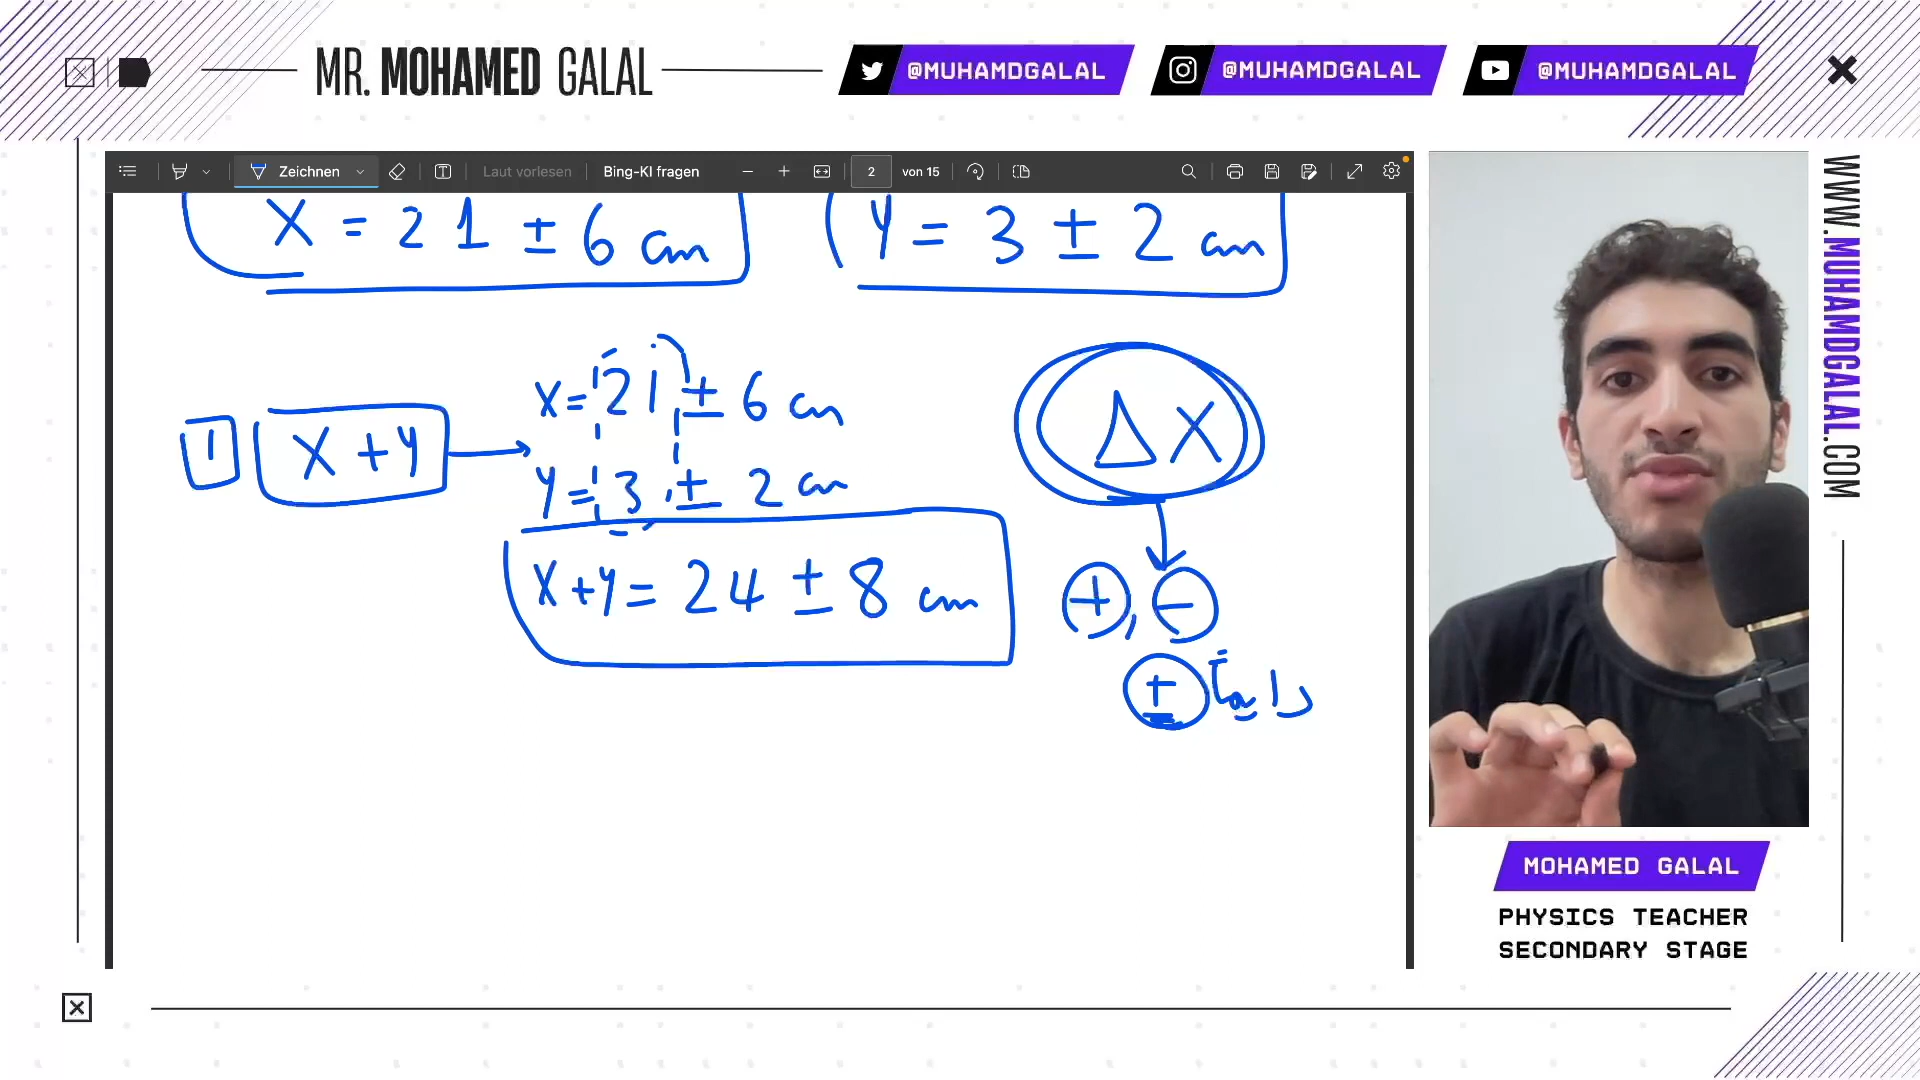 MR. MOHAMED GALAL
@MUHAMDGALAL
@MUHAMDGALAL
@MUHAMDGALAL
Zeichnen
Laut vorlesen
Bing-KI fragen
2
von 15
X = 21 ± 6 cm
Y = 3 ± 2 cm
1
X + Y
X = 21 ± 6 cm
Y = 3 ± 2 cm
X + Y = 24 ± 8 cm
ΔX
+, -
±
WWW.MUHAMDGALAL.COM
MOHAMED GALAL
PHYSICS TEACHER
SECONDARY STAGE